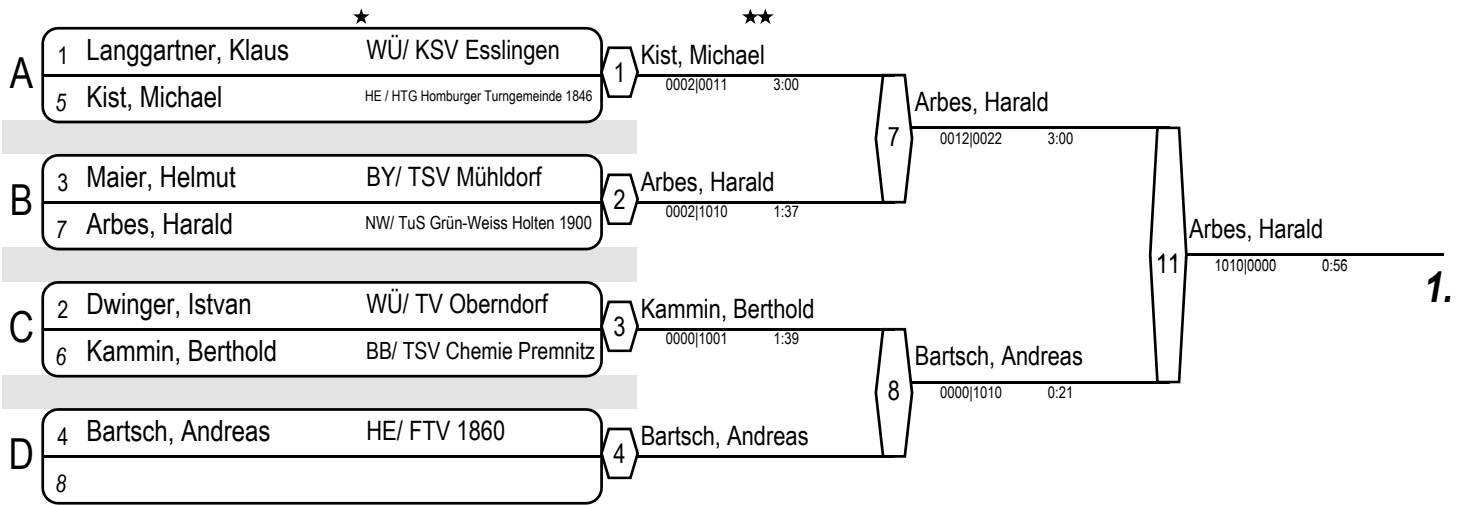 ★ ★★
A
1 Langgartner, Klaus WÜ/ KSV Esslingen
5 Kist, Michael HE / HTG Homburger Turngemeinde 1846
1 Kist, Michael
0002|0011 3:00
B
3 Maier, Helmut BY/ TSV Mühldorf
7 Arbes, Harald NW/ TuS Grün-Weiss Holten 1900
2 Arbes, Harald
0002|1010 1:37
7 Arbes, Harald
0012|0022 3:00
C
2 Dwinger, Istvan WÜ/ TV Oberndorf
6 Kammin, Berthold BB/ TSV Chemie Premnitz
3 Kammin, Berthold
0000|1001 1:39
D
4 Bartsch, Andreas HE/ FTV 1860
8
4 Bartsch, Andreas
8 Bartsch, Andreas
0000|1010 0:21
11 Arbes, Harald
1010|0000 0:56
1.